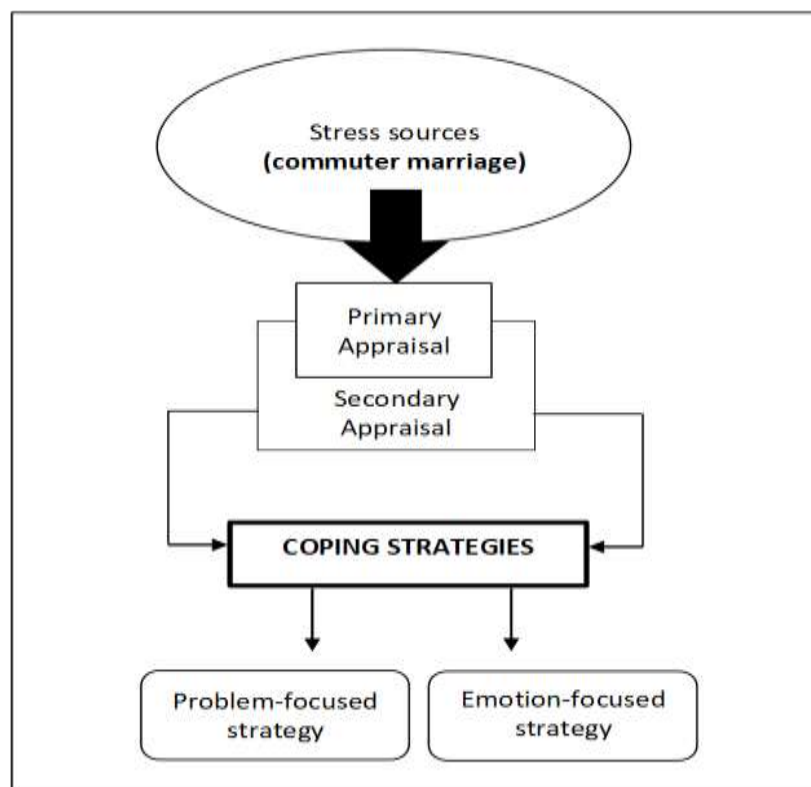 Stress sources
(commuter marriage)
Primary
Appraisal
Secondary
Appraisal
COPING STRATEGIES
Problem-focused
strategy
Emotion-focused
strategy